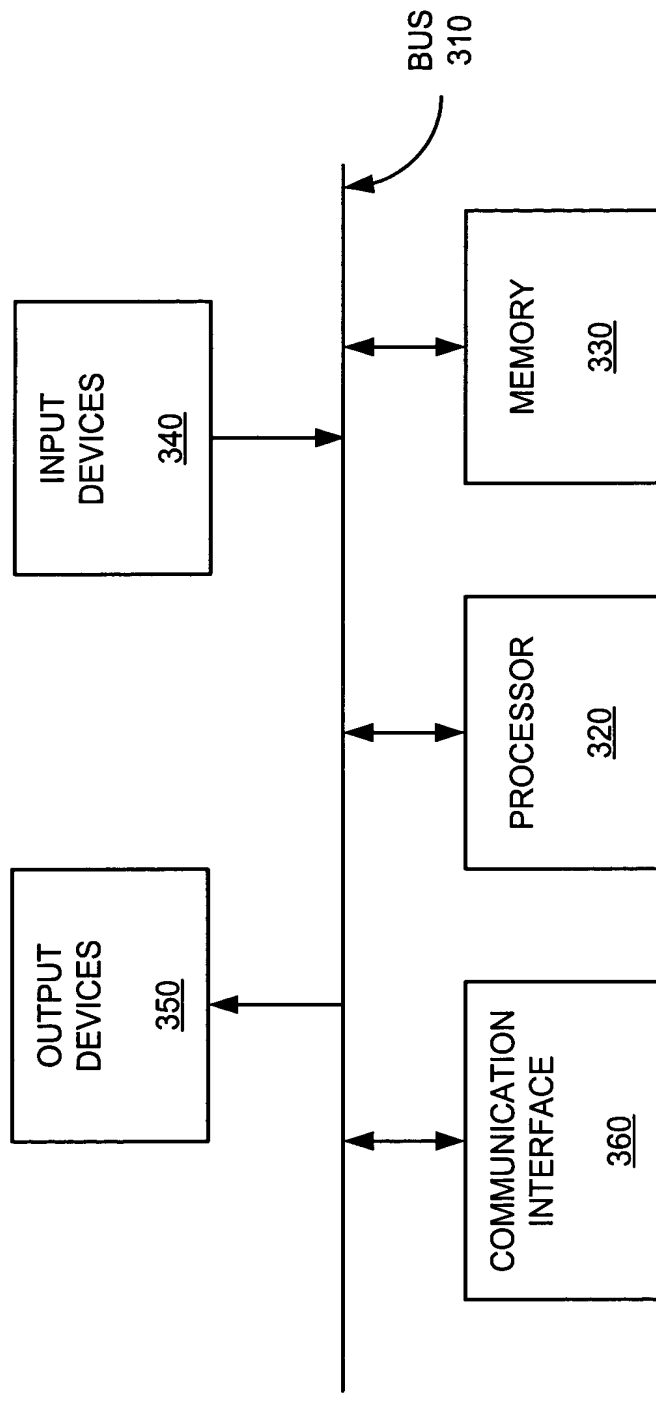 OUTPUT
DEVICES
350
INPUT
DEVICES
340
BUS
310
COMMUNICATION
INTERFACE
360
PROCESSOR
320
MEMORY
330